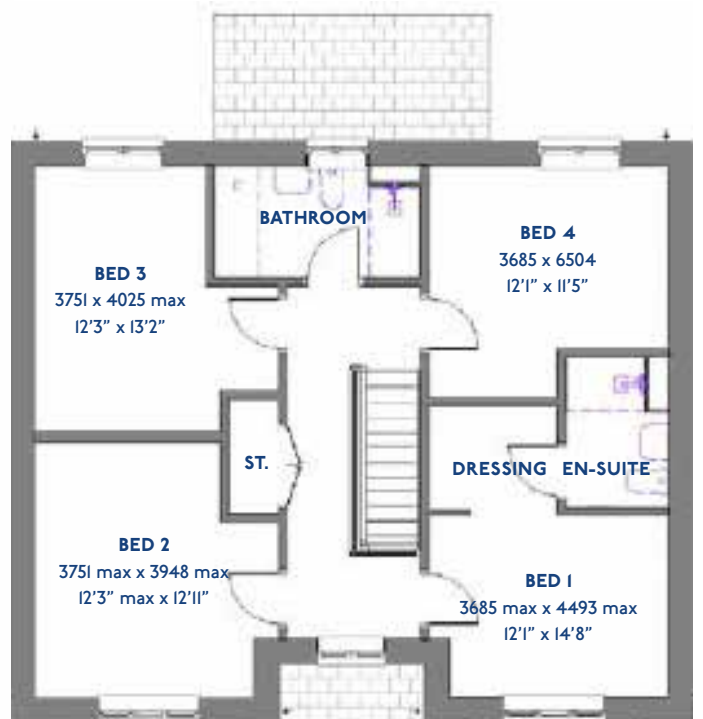 BATHROOM
BED 3
3751 x 4025 max
12'3" x 13'2"
BED 4
3685 x 6504
12'1" x 11'5"
ST.
DRESSING
EN-SUITE
BED 2
3751 max x 3948 max
12'3" max x 12'11"
BED 1
3685 max x 4493 max
12'1" x 14'8"